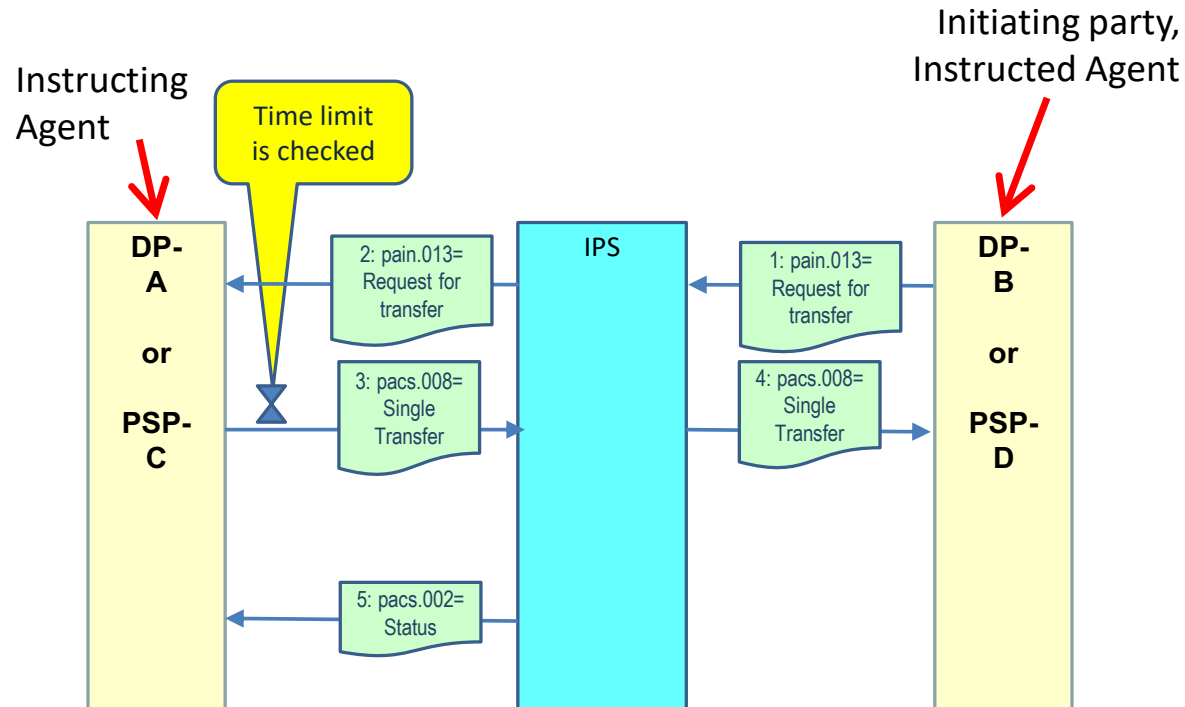 Initiating party,
Instructed Agent
Instructing
Agent
Time limit
is checked
DP-
A
or
PSP-
C
2: pain.013=
Request for
transfer
IPS
1: pain.013=
Request for
transfer
DP-
B
or
PSP-
D
3: pacs.008=
Single
Transfer
4: pacs.008=
Single
Transfer
5: pacs.002=
Status